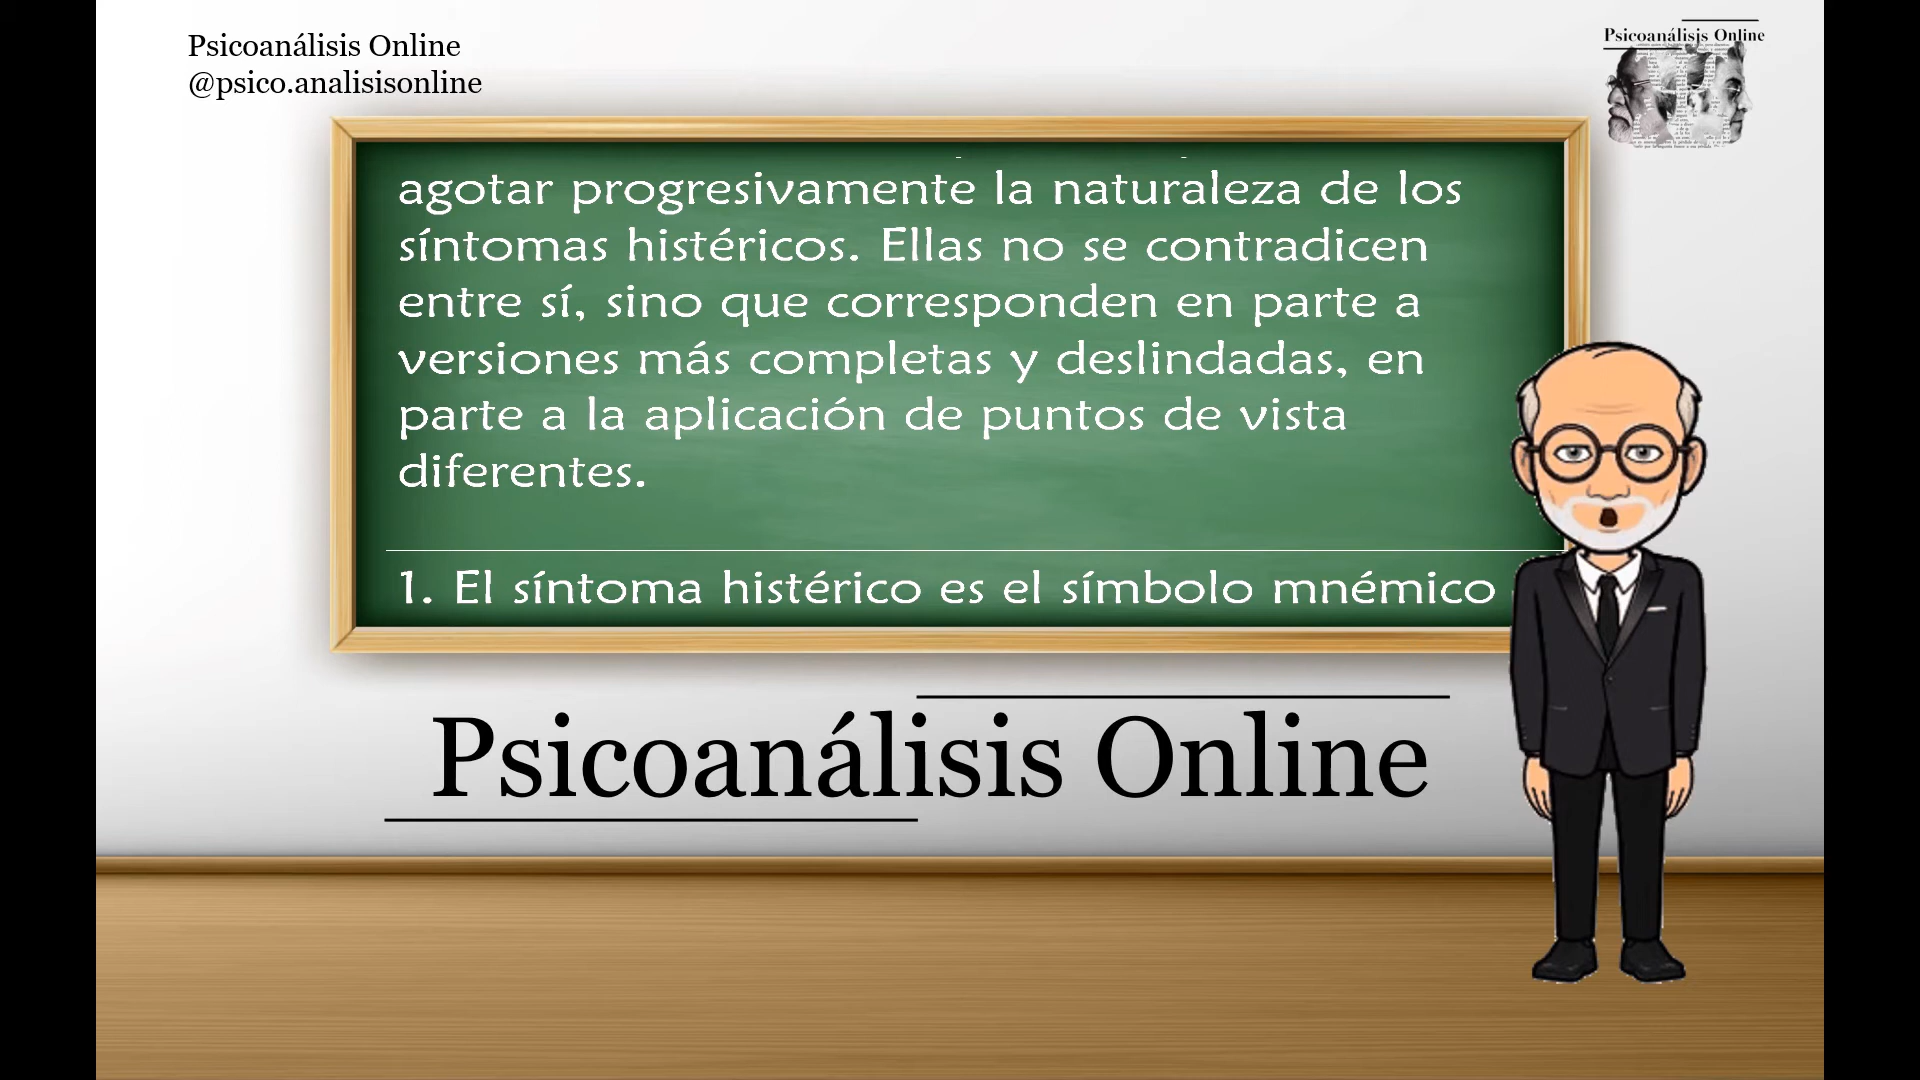 Psicoanálisis Online
@psico.analisisonline
Psicoanálisis Online
agotar progresivamente la naturaleza de los
síntomas histéricos. Ellas no se contradicen
entre sí, sino que corresponden en parte a
versiones más completas y deslindadas, en
parte a la aplicación de puntos de vista
diferentes.
1. El síntoma histérico es el símbolo mnémico
Psicoanálisis Online